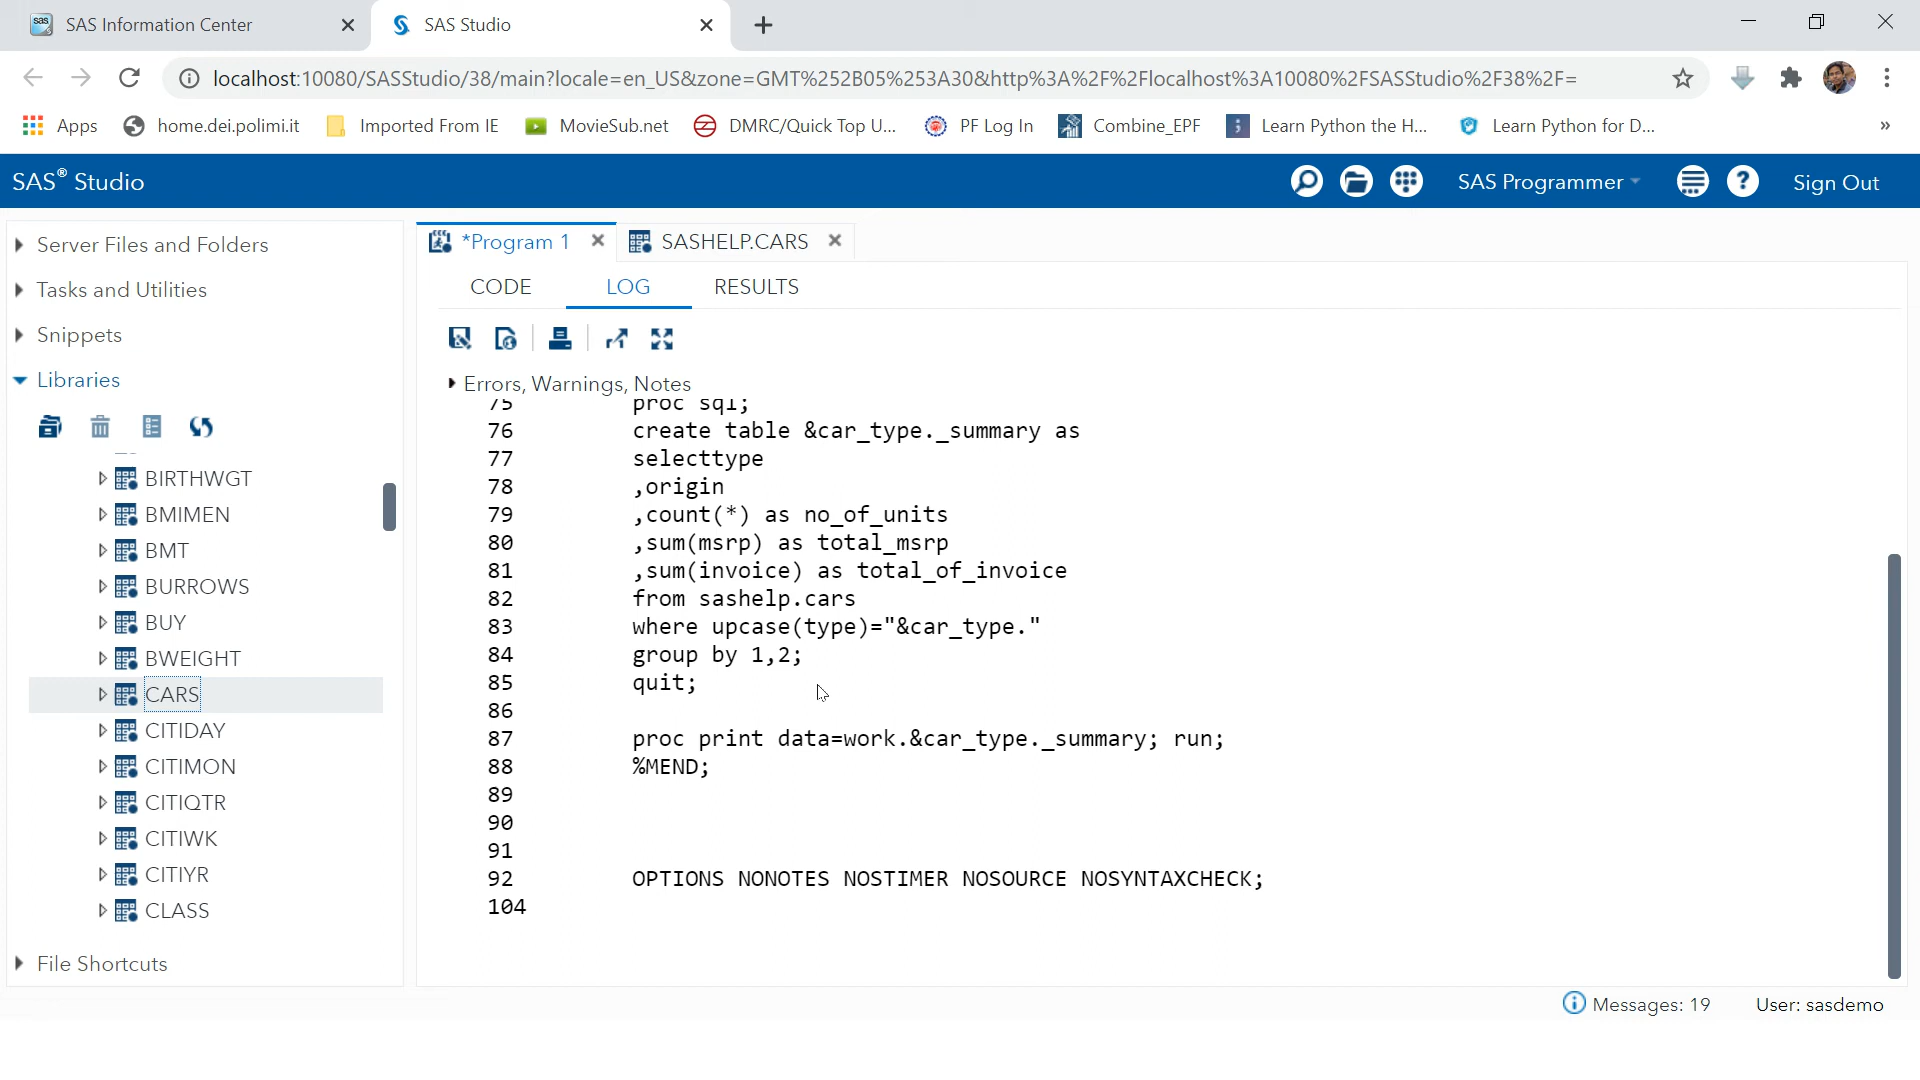 SAS Information Center
SAS Studio
localhost:10080/SASStudio/38/main?locale=en_US&zone=GMT%252B05%253A30&http%3A%2F%2Flocalhost%3A10080%2FSASStudio%2F38%2F=
Apps
home.dei.polimi.it
Imported From IE
MovieSub.net
DMRC/Quick Top U...
PF Log In
Combine_EPF
Learn Python the H...
Learn Python for D...
»
SAS® Studio
SAS Programmer
Sign Out
Server Files and Folders
Tasks and Utilities
Snippets
Libraries
BIRTHWGT
BMIMEN
BMT
BURROWS
BUY
BWEIGHT
CARS
CITIDAY
CITIMON
CITIQTR
CITIWK
CITIYR
CLASS
File Shortcuts
*Program 1
SASHELP.CARS
CODE
LOG
RESULTS
Errors, Warnings, Notes
75 proc sql;
76 create table &car_type._summary as
77 selecttype
78 ,origin
79 ,count(*) as no_of_units
80 ,sum(msrp) as total_msrp
81 ,sum(invoice) as total_of_invoice
82 from sashelp.cars
83 where upcase(type)="&car_type."
84 group by 1,2;
85 quit;
86
87 proc print data=work.&car_type._summary; run;
88 %MEND;
89
90
91
92 OPTIONS NONOTES NOSTIMER NOSOURCE NOSYNTAXCHECK;
104
Messages: 19
User: sasdemo